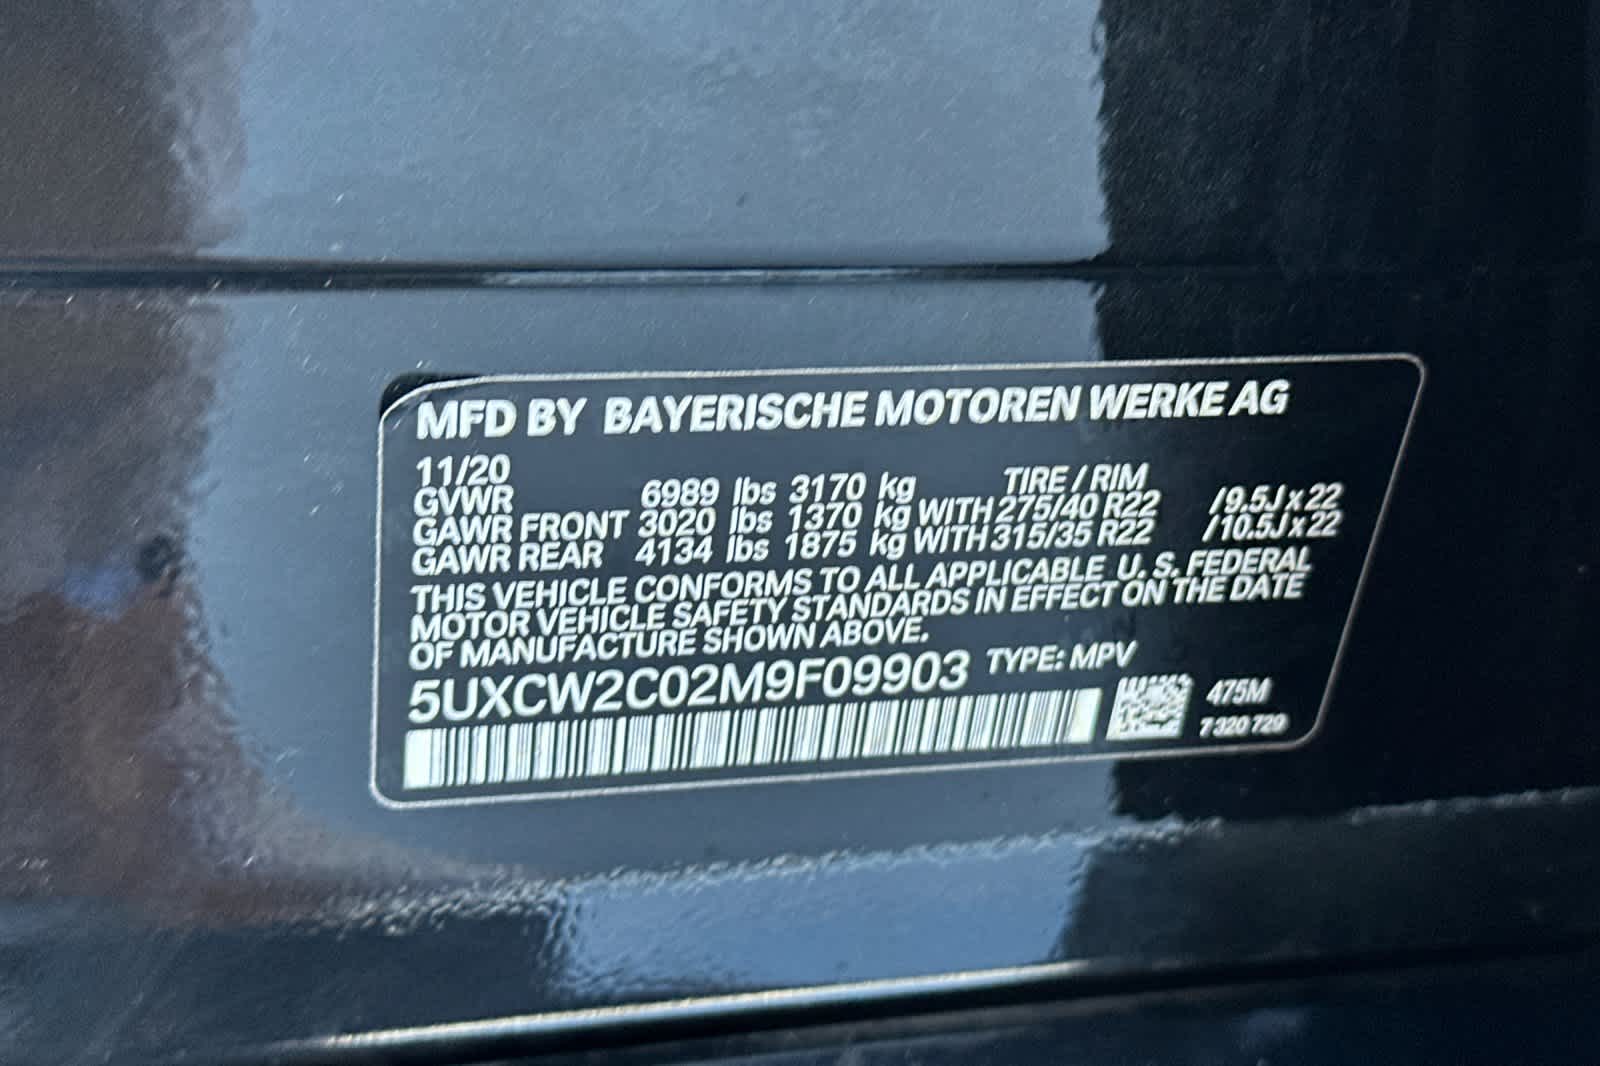 MFD BY BAYERISCHE MOTOREN WERKE AG
11/20 TIRE / RIM
GVWR 6989 lbs 3170 kg
GAWR FRONT 3020 lbs 1370 kg WITH 275/40 R22 /9.5J x 22
GAWR REAR 4134 lbs 1875 kg WITH 315/35 R22 /10.5J x 22
THIS VEHICLE CONFORMS TO ALL APPLICABLE U. S. FEDERAL
MOTOR VEHICLE SAFETY STANDARDS IN EFFECT ON THE DATE
OF MANUFACTURE SHOWN ABOVE.
5UXCW2C02M9F09903 TYPE: MPV
475M
7 320 729